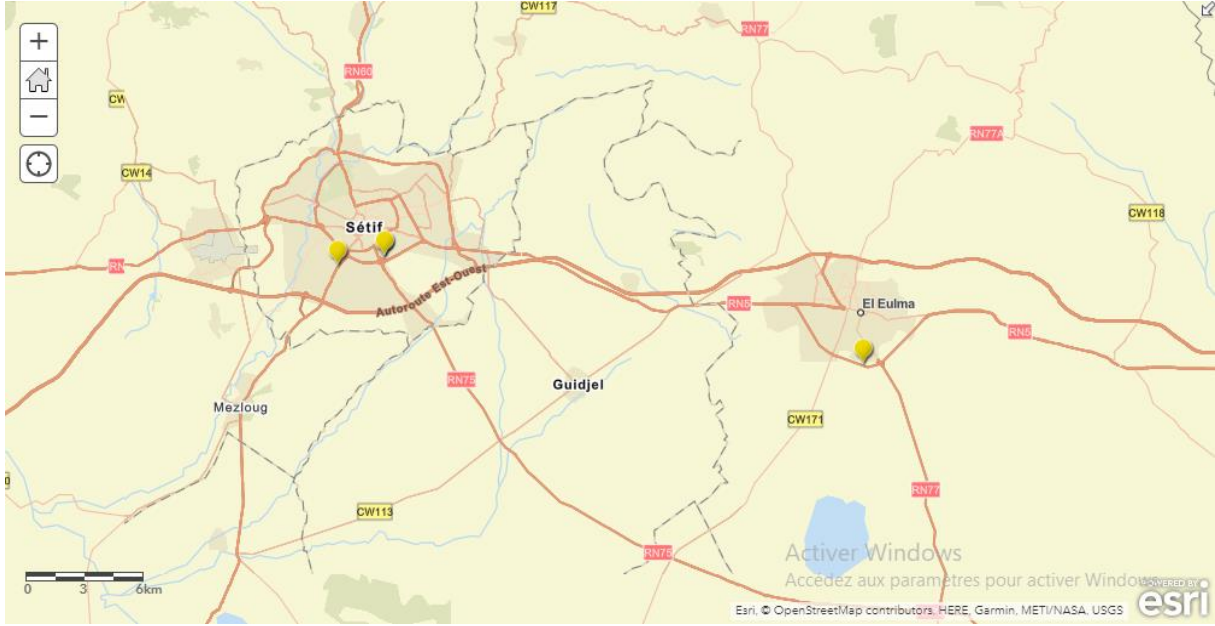 CW117
RN77
+
RN60
CW
−
RN77A
CW14
CW118
Sétif
RN
Autoroute Est-Ouest
RN5
El Eulma
RN5
RN75
Guidjel
Mezloug
CW171
RN77
CW113
RN75
Activer Windows
Accédez aux paramètres pour activer Windows
0 3 6km
POWERED BY
esri
Esri, © OpenStreetMap contributors, HERE, Garmin, METI/NASA, USGS